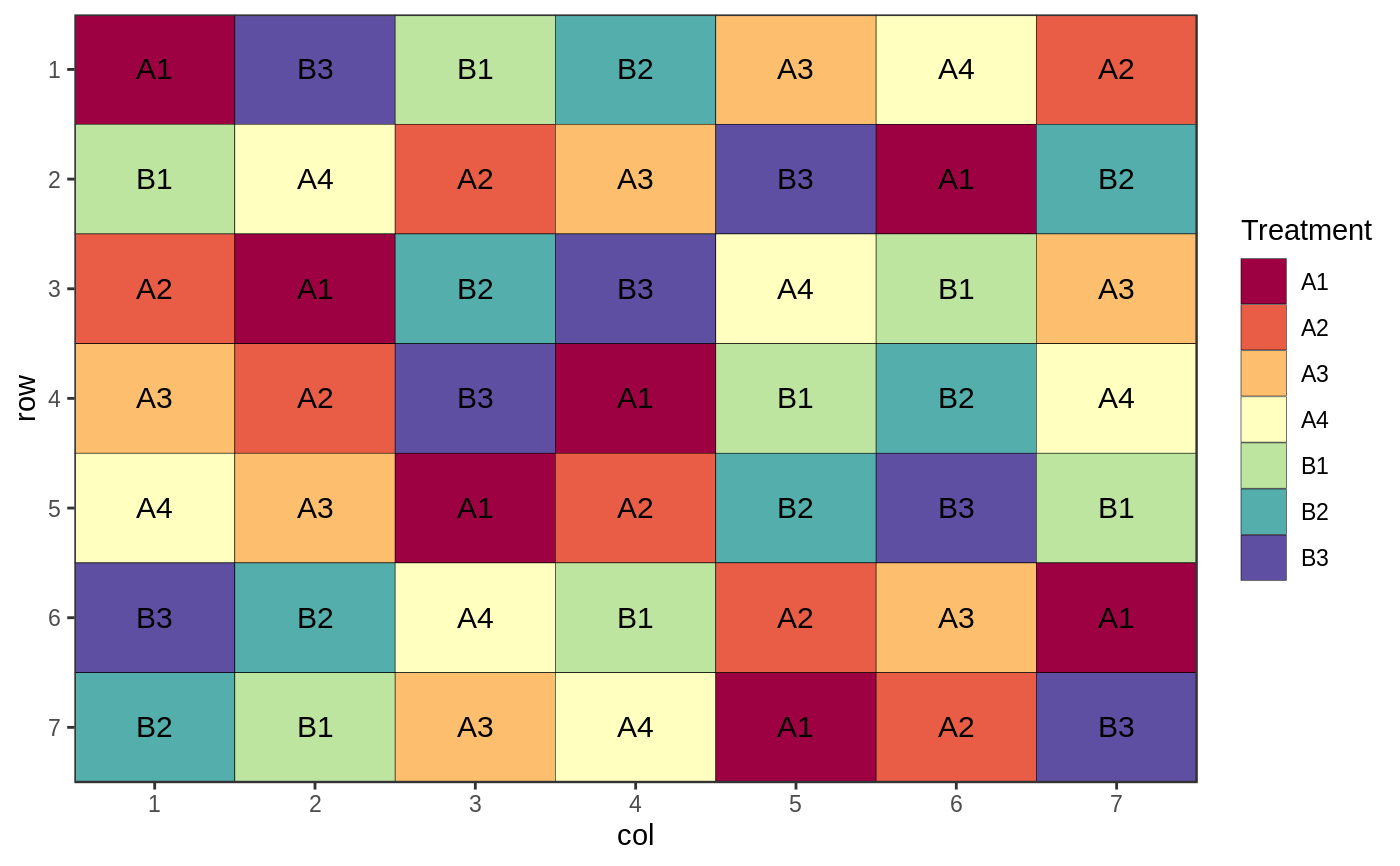 1 A1 B3 B1 B2 A3 A4 A2
2 B1 A4 A2 A3 B3 A1 B2
3 A2 A1 B2 B3 A4 B1 A3
4 A3 A2 B3 A1 B1 B2 A4
5 A4 A3 A1 A2 B2 B3 B1
6 B3 B2 A4 B1 A2 A3 A1
7 B2 B1 A3 A4 A1 A2 B3
1 2 3 4 5 6 7
col
row
Treatment
A1
A2
A3
A4
B1
B2
B3